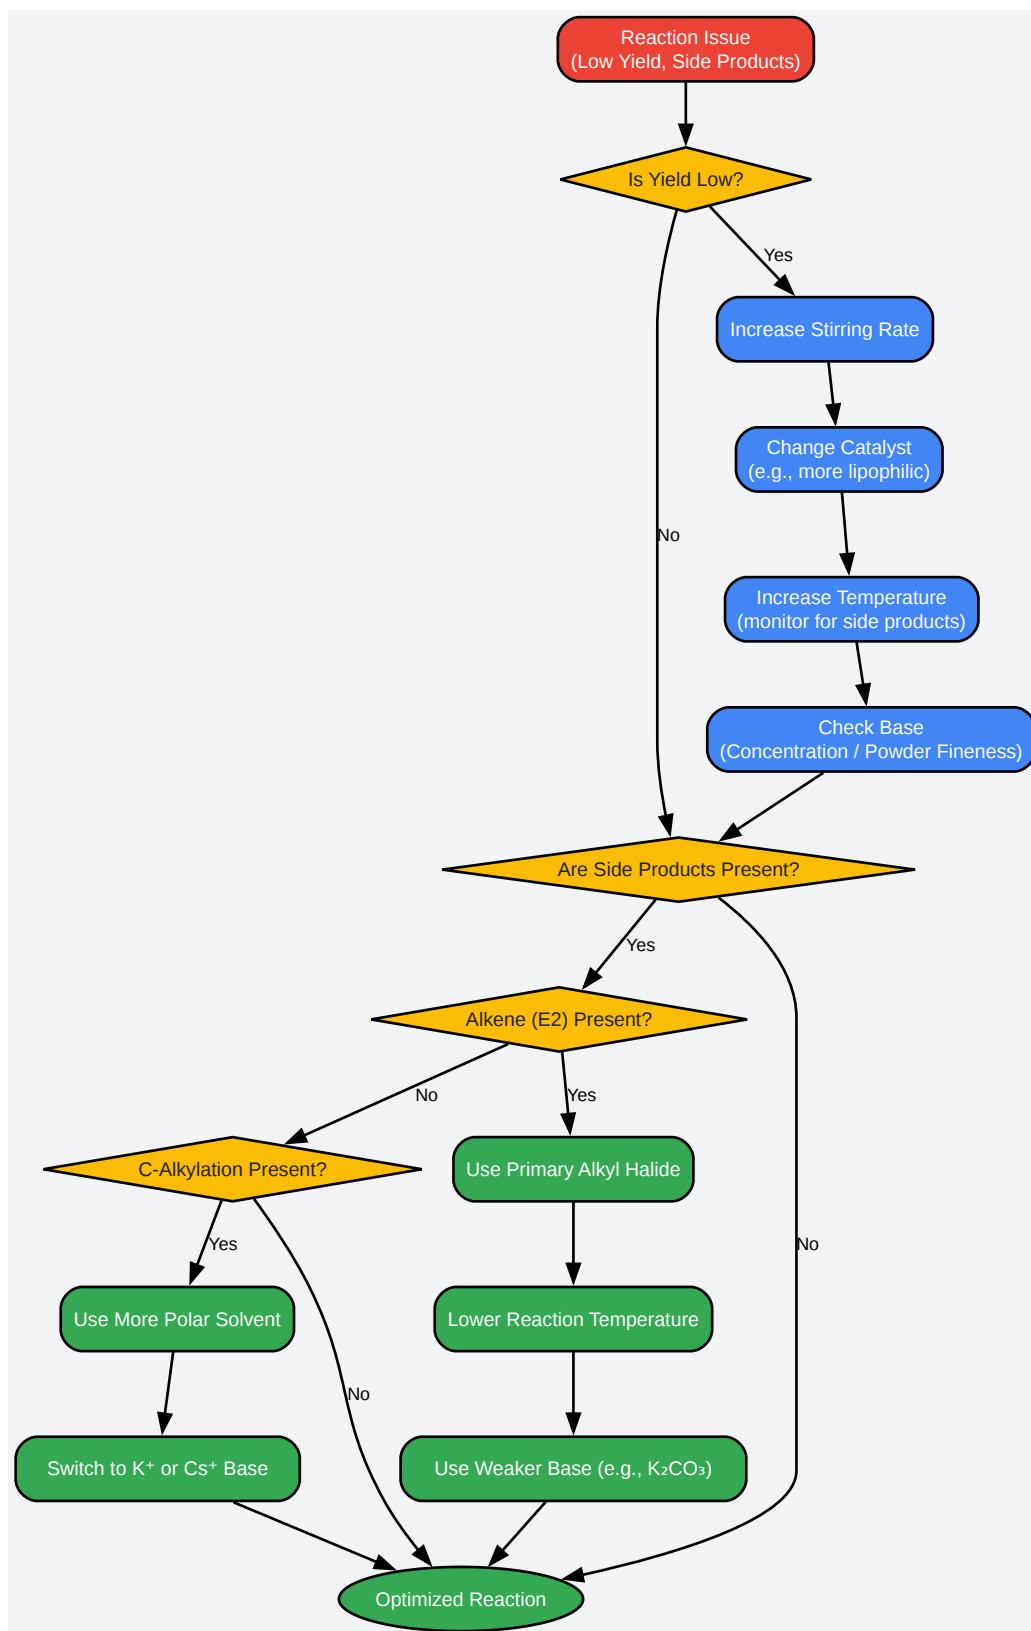 Reaction Issue
(Low Yield, Side Products)
Is Yield Low?
Yes
Increase Stirring Rate
Change Catalyst
(e.g., more lipophilic)
No
Increase Temperature
(monitor for side products)
Check Base
(Concentration / Powder Fineness)
Are Side Products Present?
Yes
Alkene (E2) Present?
No
Yes
C-Alkylation Present?
Use Primary Alkyl Halide
Yes
No
Use More Polar Solvent
Lower Reaction Temperature
No
Switch to K⁺ or Cs⁺ Base
Use Weaker Base (e.g., K₂CO₃)
Optimized Reaction